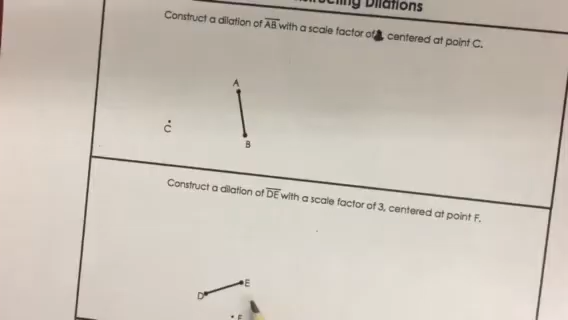 Dilations
Construct a dilation of AB with a scale factor of centered at point C.
A
C
B
Construct a dilation of DE with a scale factor of 3, centered at point F.
E
D
F